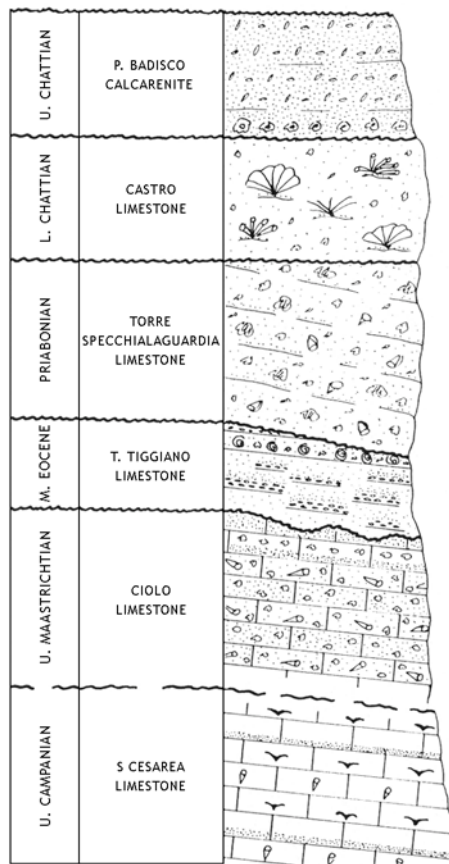 U. CHATTIAN
P. BADISCO
CALCARENITE
L. CHATTIAN
CASTRO
LIMESTONE
PRIABONIAN
TORRE
SPECCHIALAGUARDIA
LIMESTONE
M. EOCENE
T. TIGGIANO
LIMESTONE
U. MAASTRICHTIAN
CIOLO
LIMESTONE
U. CAMPANIAN
S CESAREA
LIMESTONE